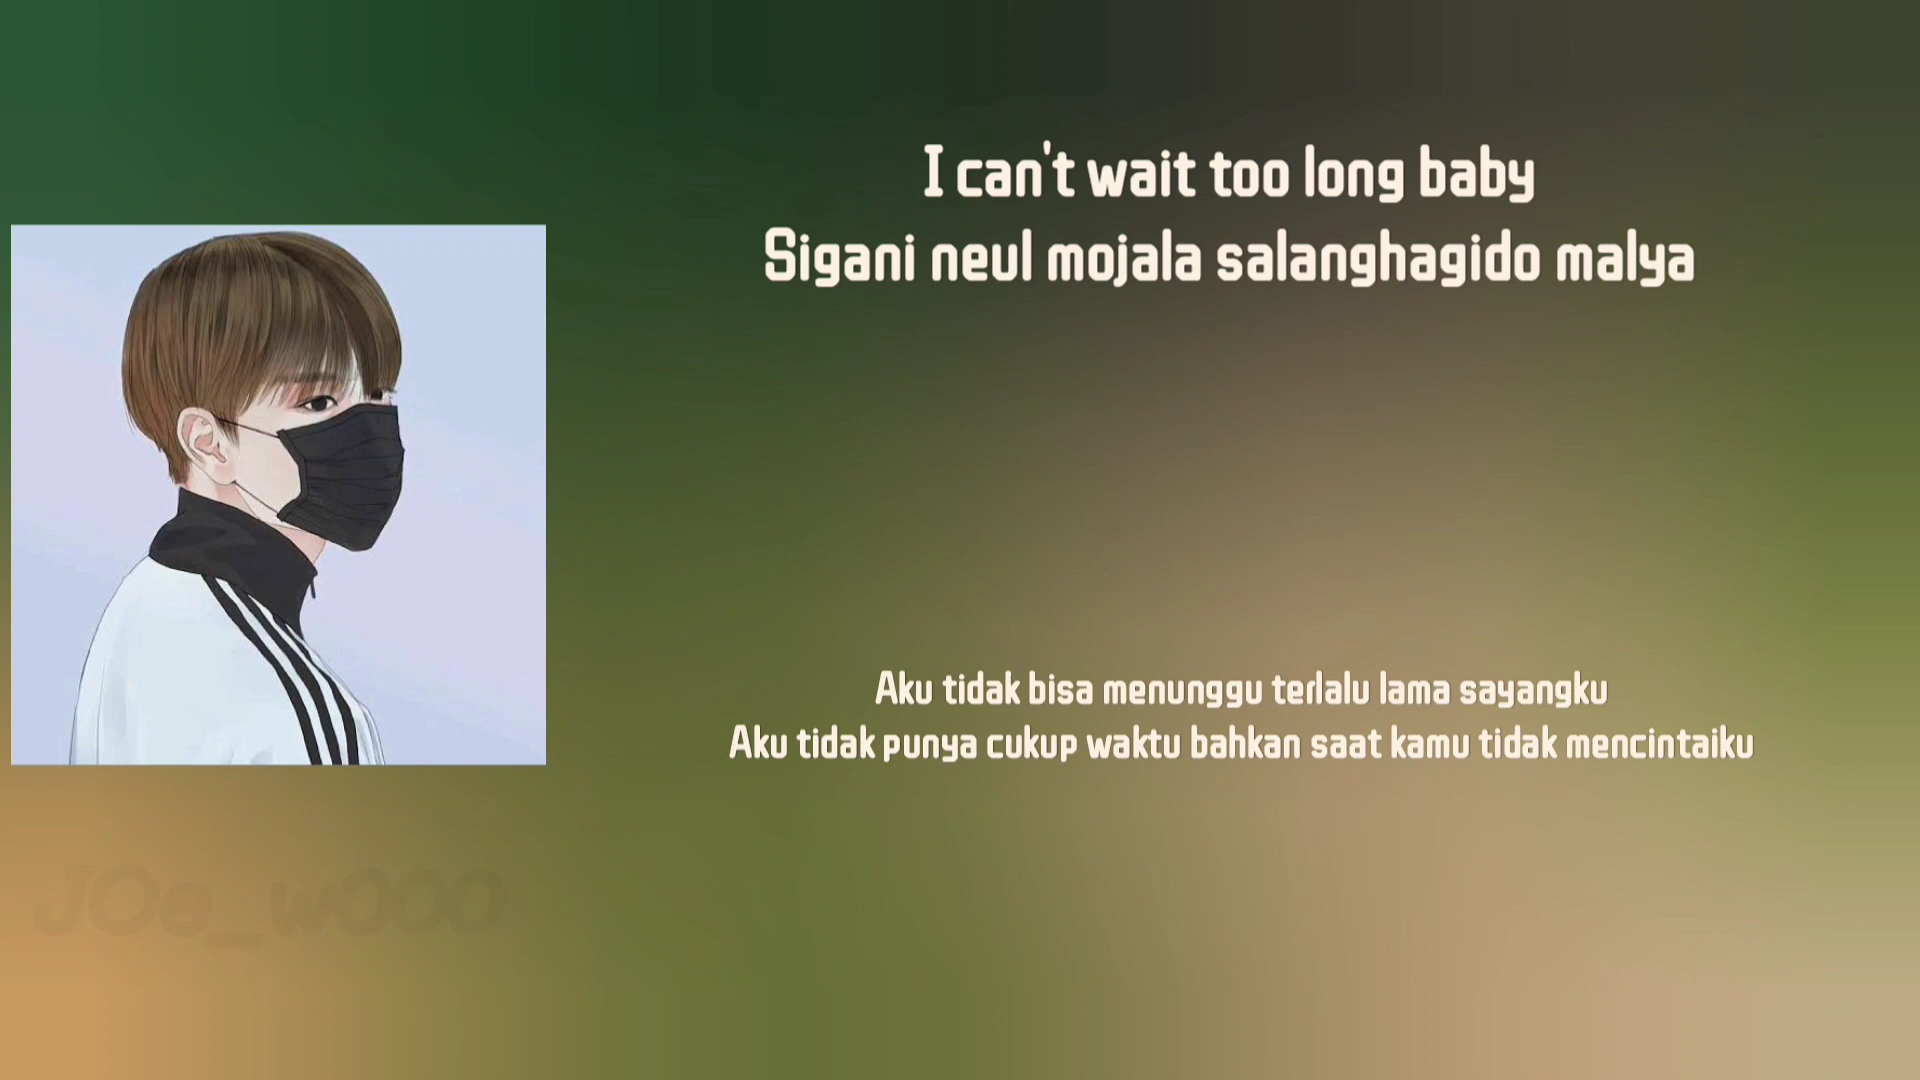 I can't wait too long baby
Sigani neul mojala salanghagido malya
Aku tidak bisa menunggu terlalu lama sayangku
Aku tidak punya cukup waktu bahkan saat kamu tidak mencintaiku
JOa_wOOO